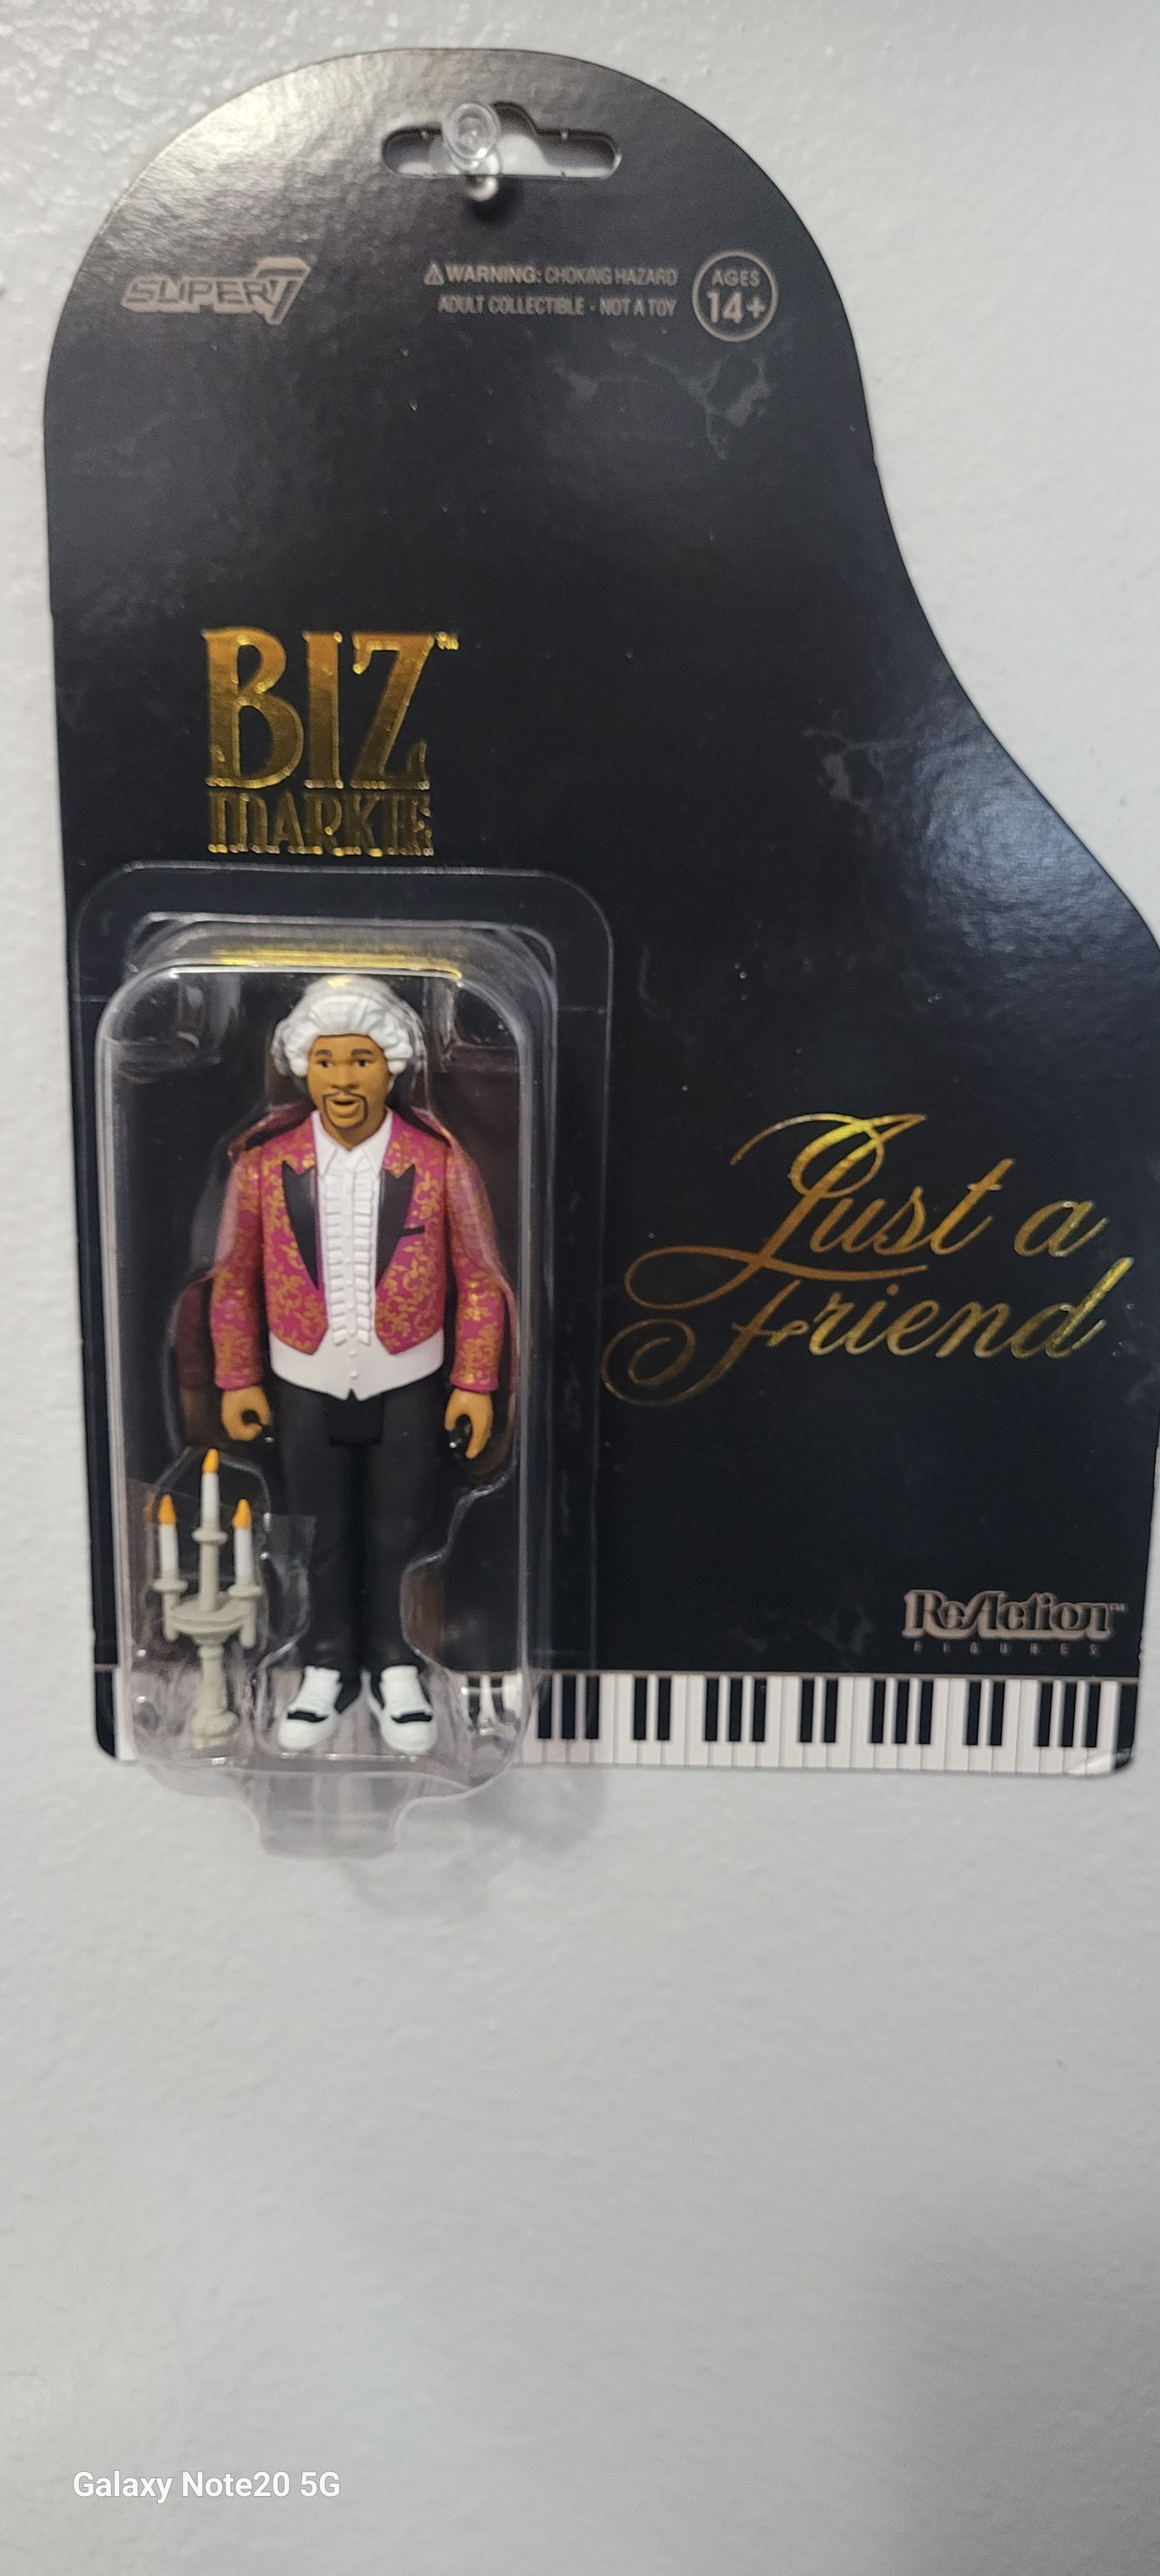 SUPER7
⚠WARNING: CHOKING HAZARD
ADULT COLLECTIBLE - NOT A TOY
AGES
14+
BIZ™
MARKIE
Just a
Friend
ReAction™
FIGURES
Galaxy Note20 5G